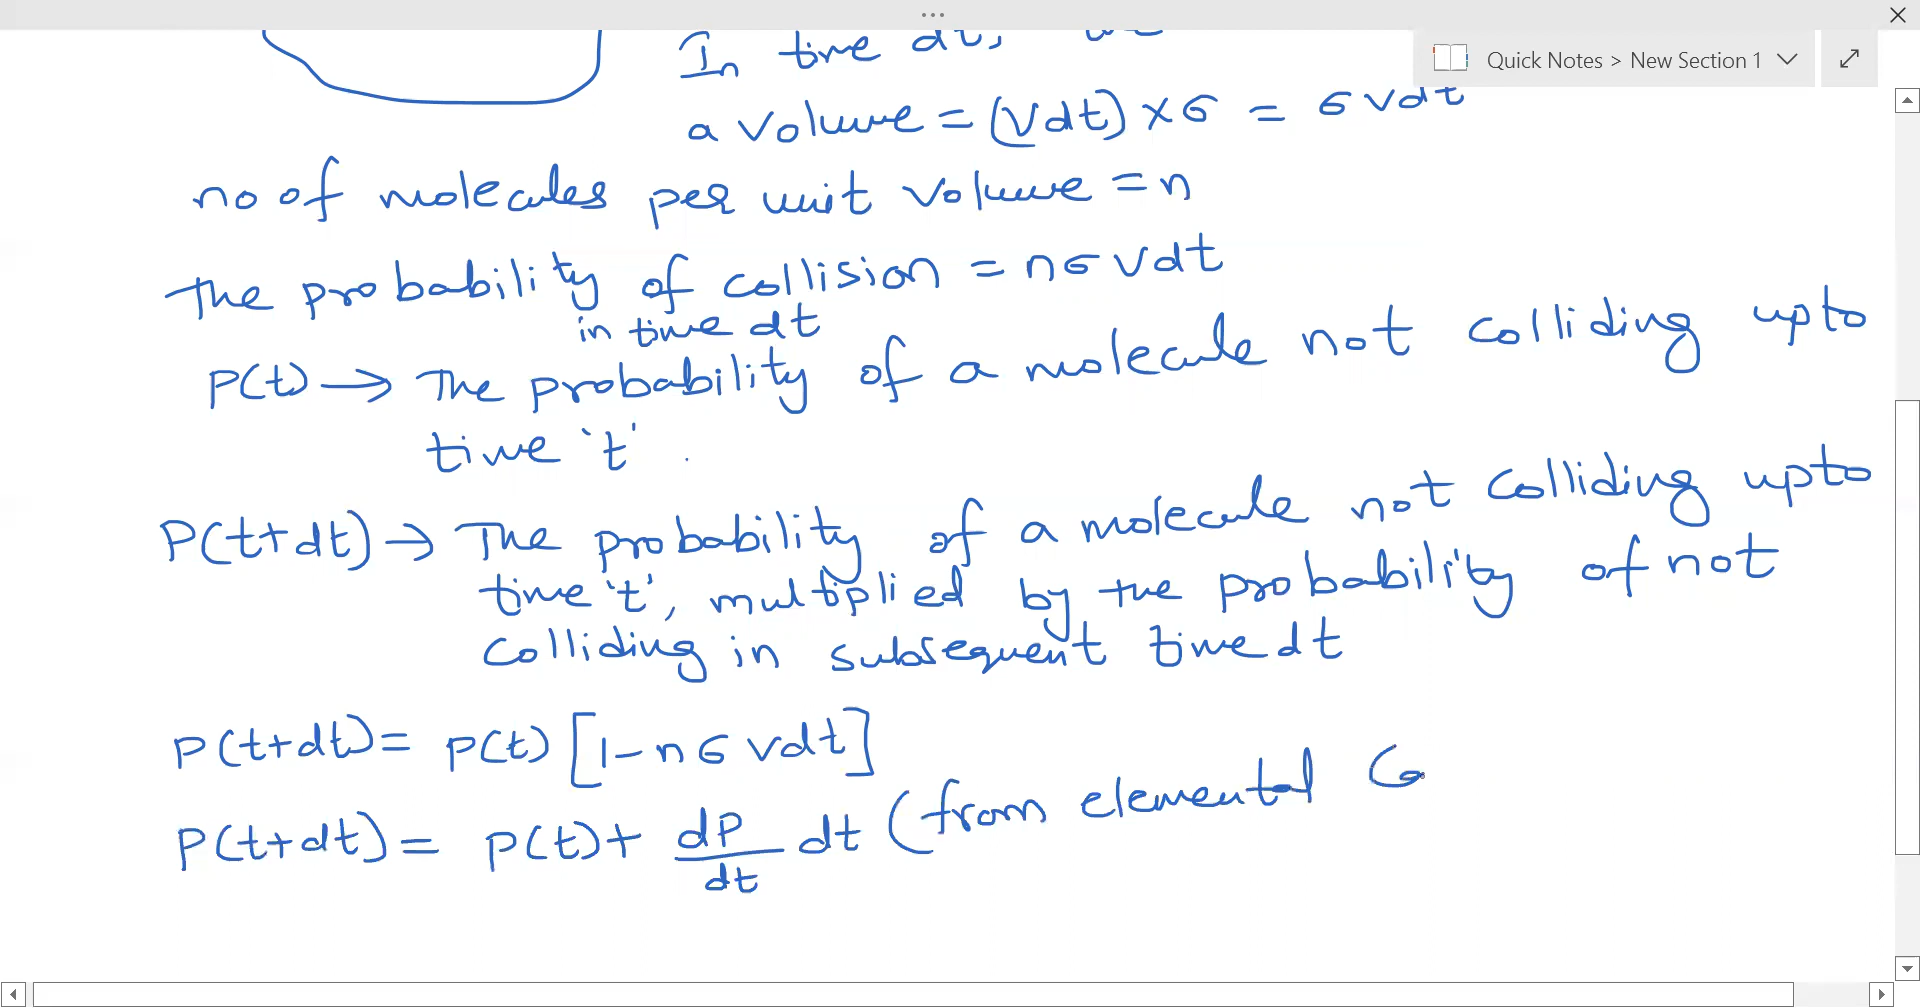 Quick Notes > New Section 1
In time dt,
a volume = (vdt) × σ = σvdt
no of molecules per unit volume = n
The probability of collision = nσvdt
in time dt
P(t) → The probability of a molecule not colliding upto
time 't'.
P(t+dt) → The probability of a molecule not colliding upto
time 't', multiplied by the probability of not
colliding in subsequent time dt
P(t+dt) = P(t) [1-nσvdt]
P(t+dt) = P(t) + dP/dt dt (from elemental